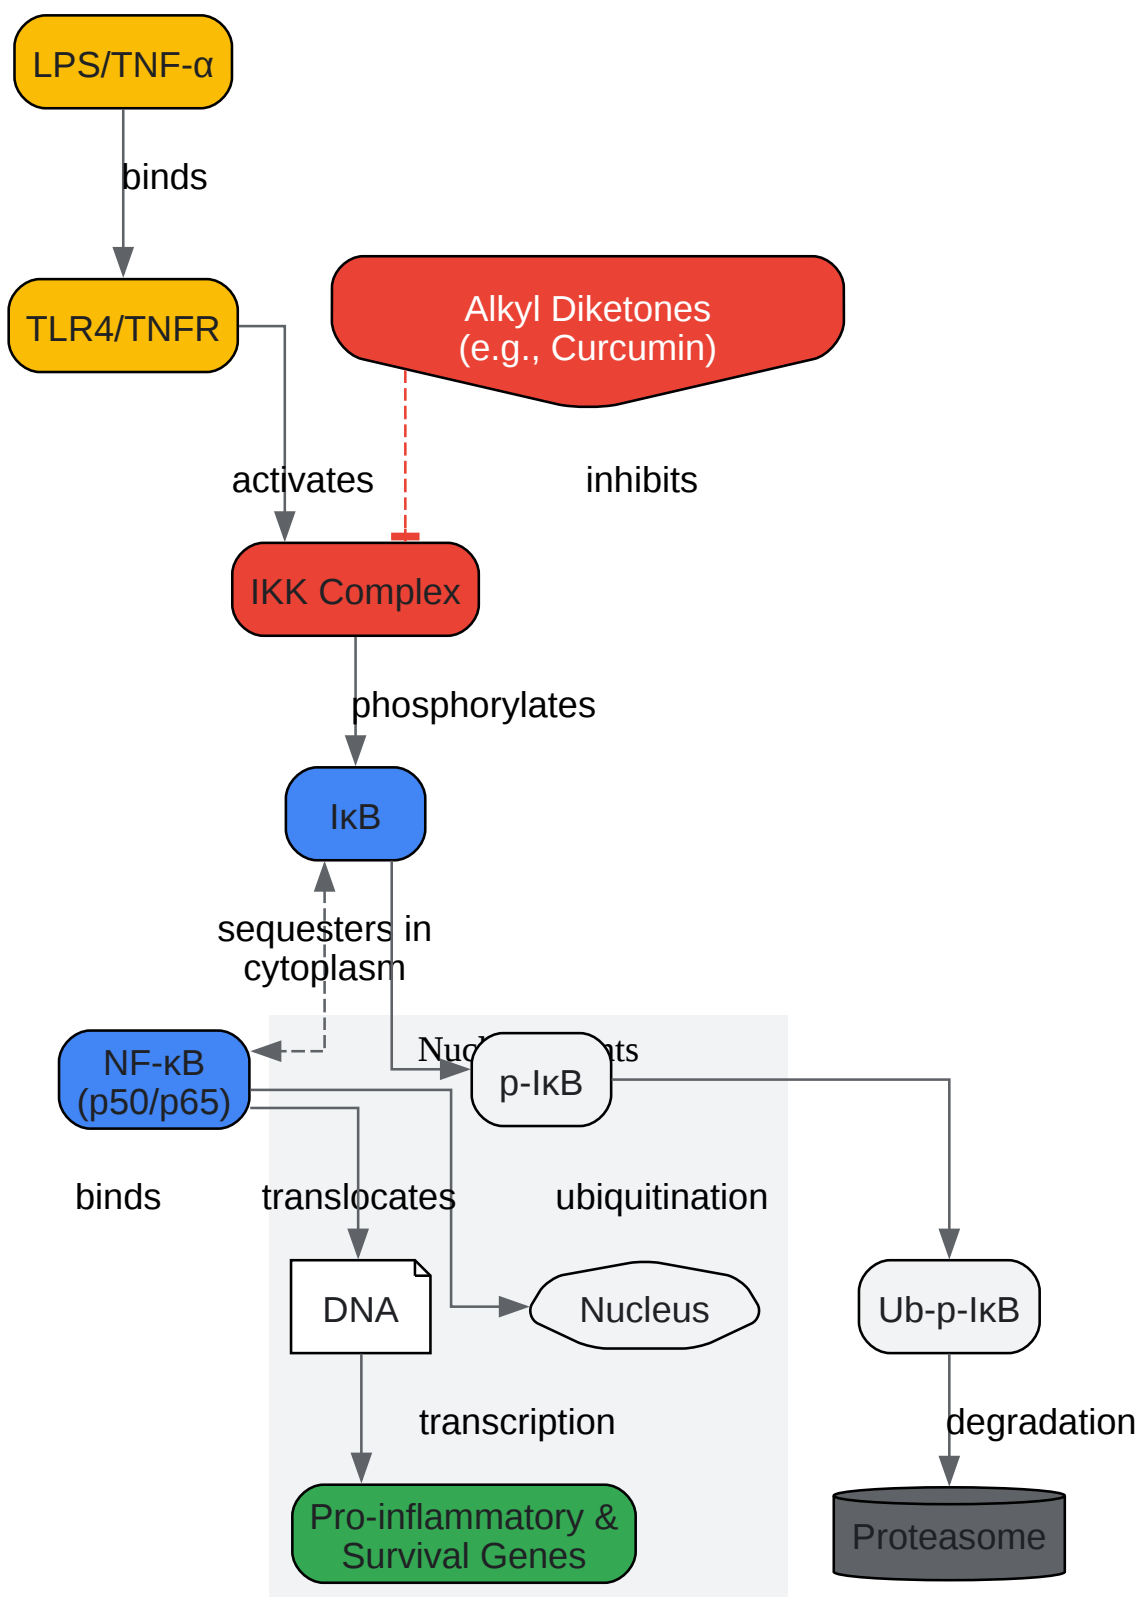 LPS/TNF-α
binds
TLR4/TNFR
Alkyl Diketones
(e.g., Curcumin)
activates
inhibits
IKK Complex
phosphorylates
IκB
sequesters in
cytoplasm
NF-κB
(p50/p65)
p-IκB
binds
translocates
ubiquitination
DNA
Nucleus
Ub-p-IκB
transcription
degradation
Pro-inflammatory &
Survival Genes
Proteasome